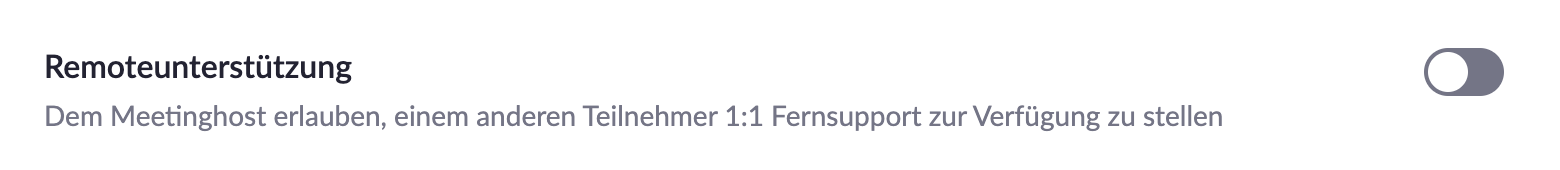 Remoteunterstützung
Dem Meetinghost erlauben, einem anderen Teilnehmer 1:1 Fernsupport zur Verfügung zu stellen